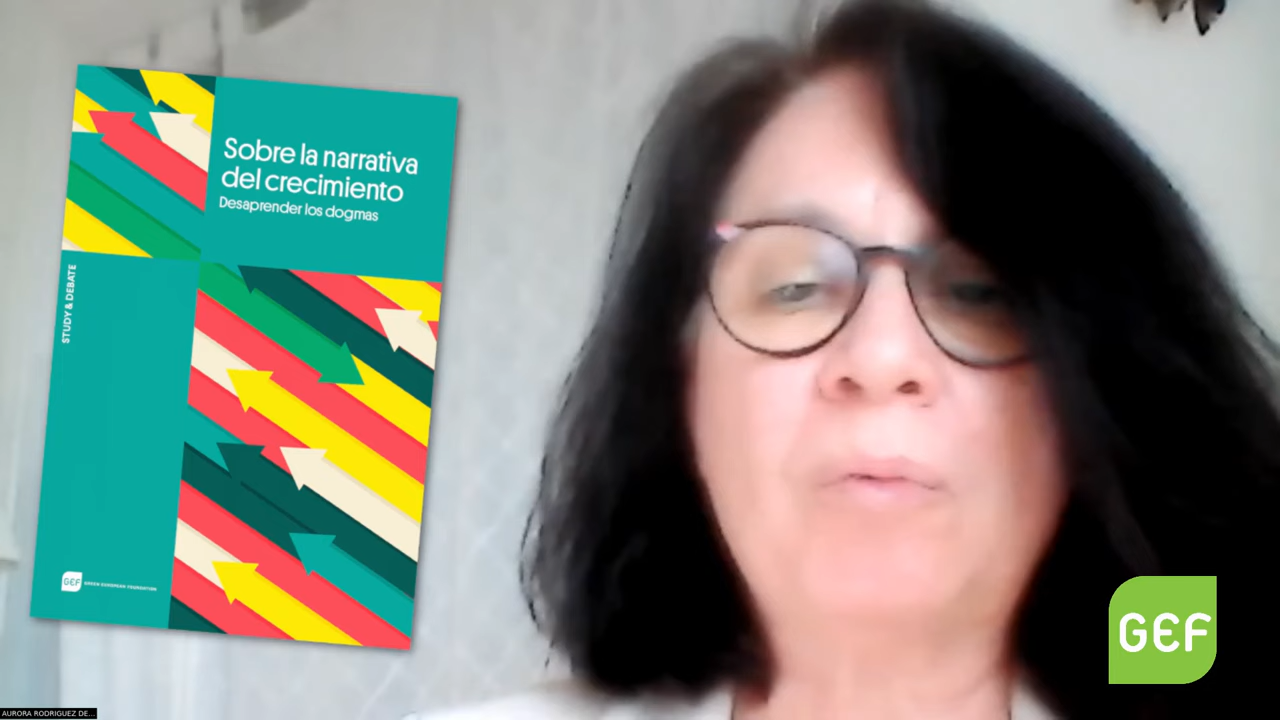 Sobre la narrativa
del crecimiento
Desaprender los dogmas
STUDY & DEBATE
GEF GREEN EUROPEAN FOUNDATION
GEF
AURORA RODRIGUEZ DE...